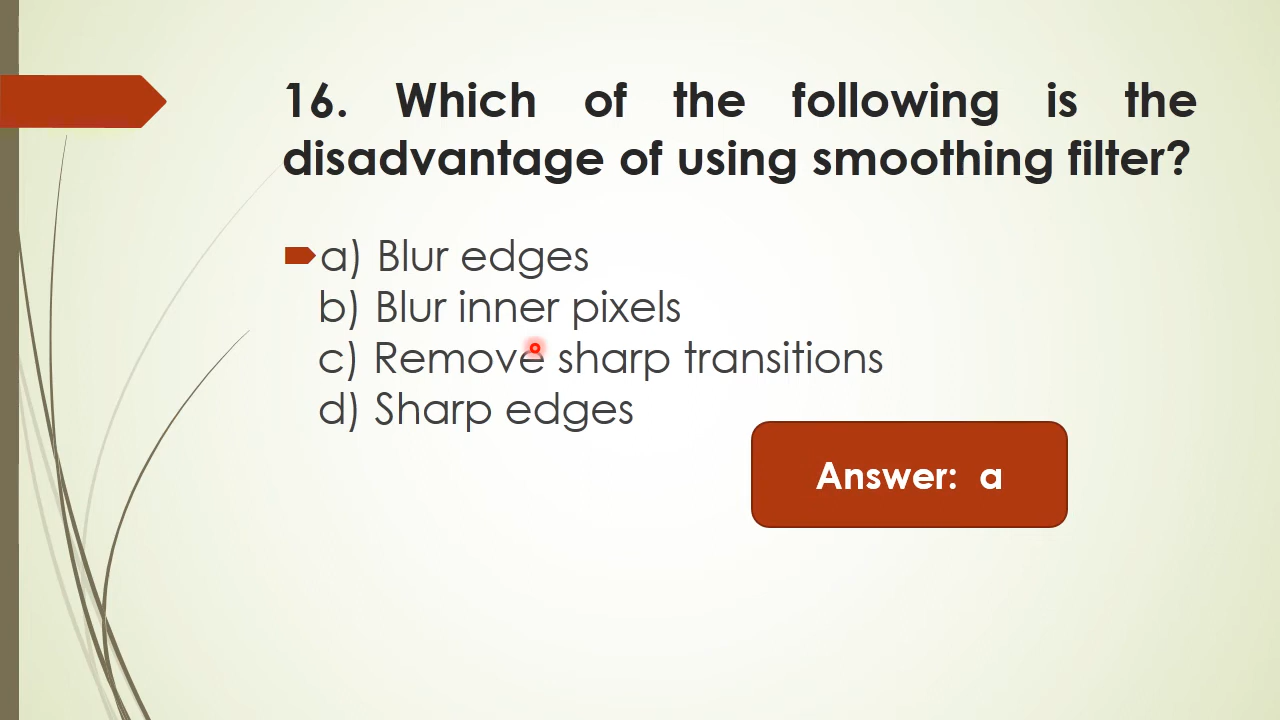 16. Which of the following is the
disadvantage of using smoothing filter?
a) Blur edges
b) Blur inner pixels
c) Remove sharp transitions
d) Sharp edges
Answer: a